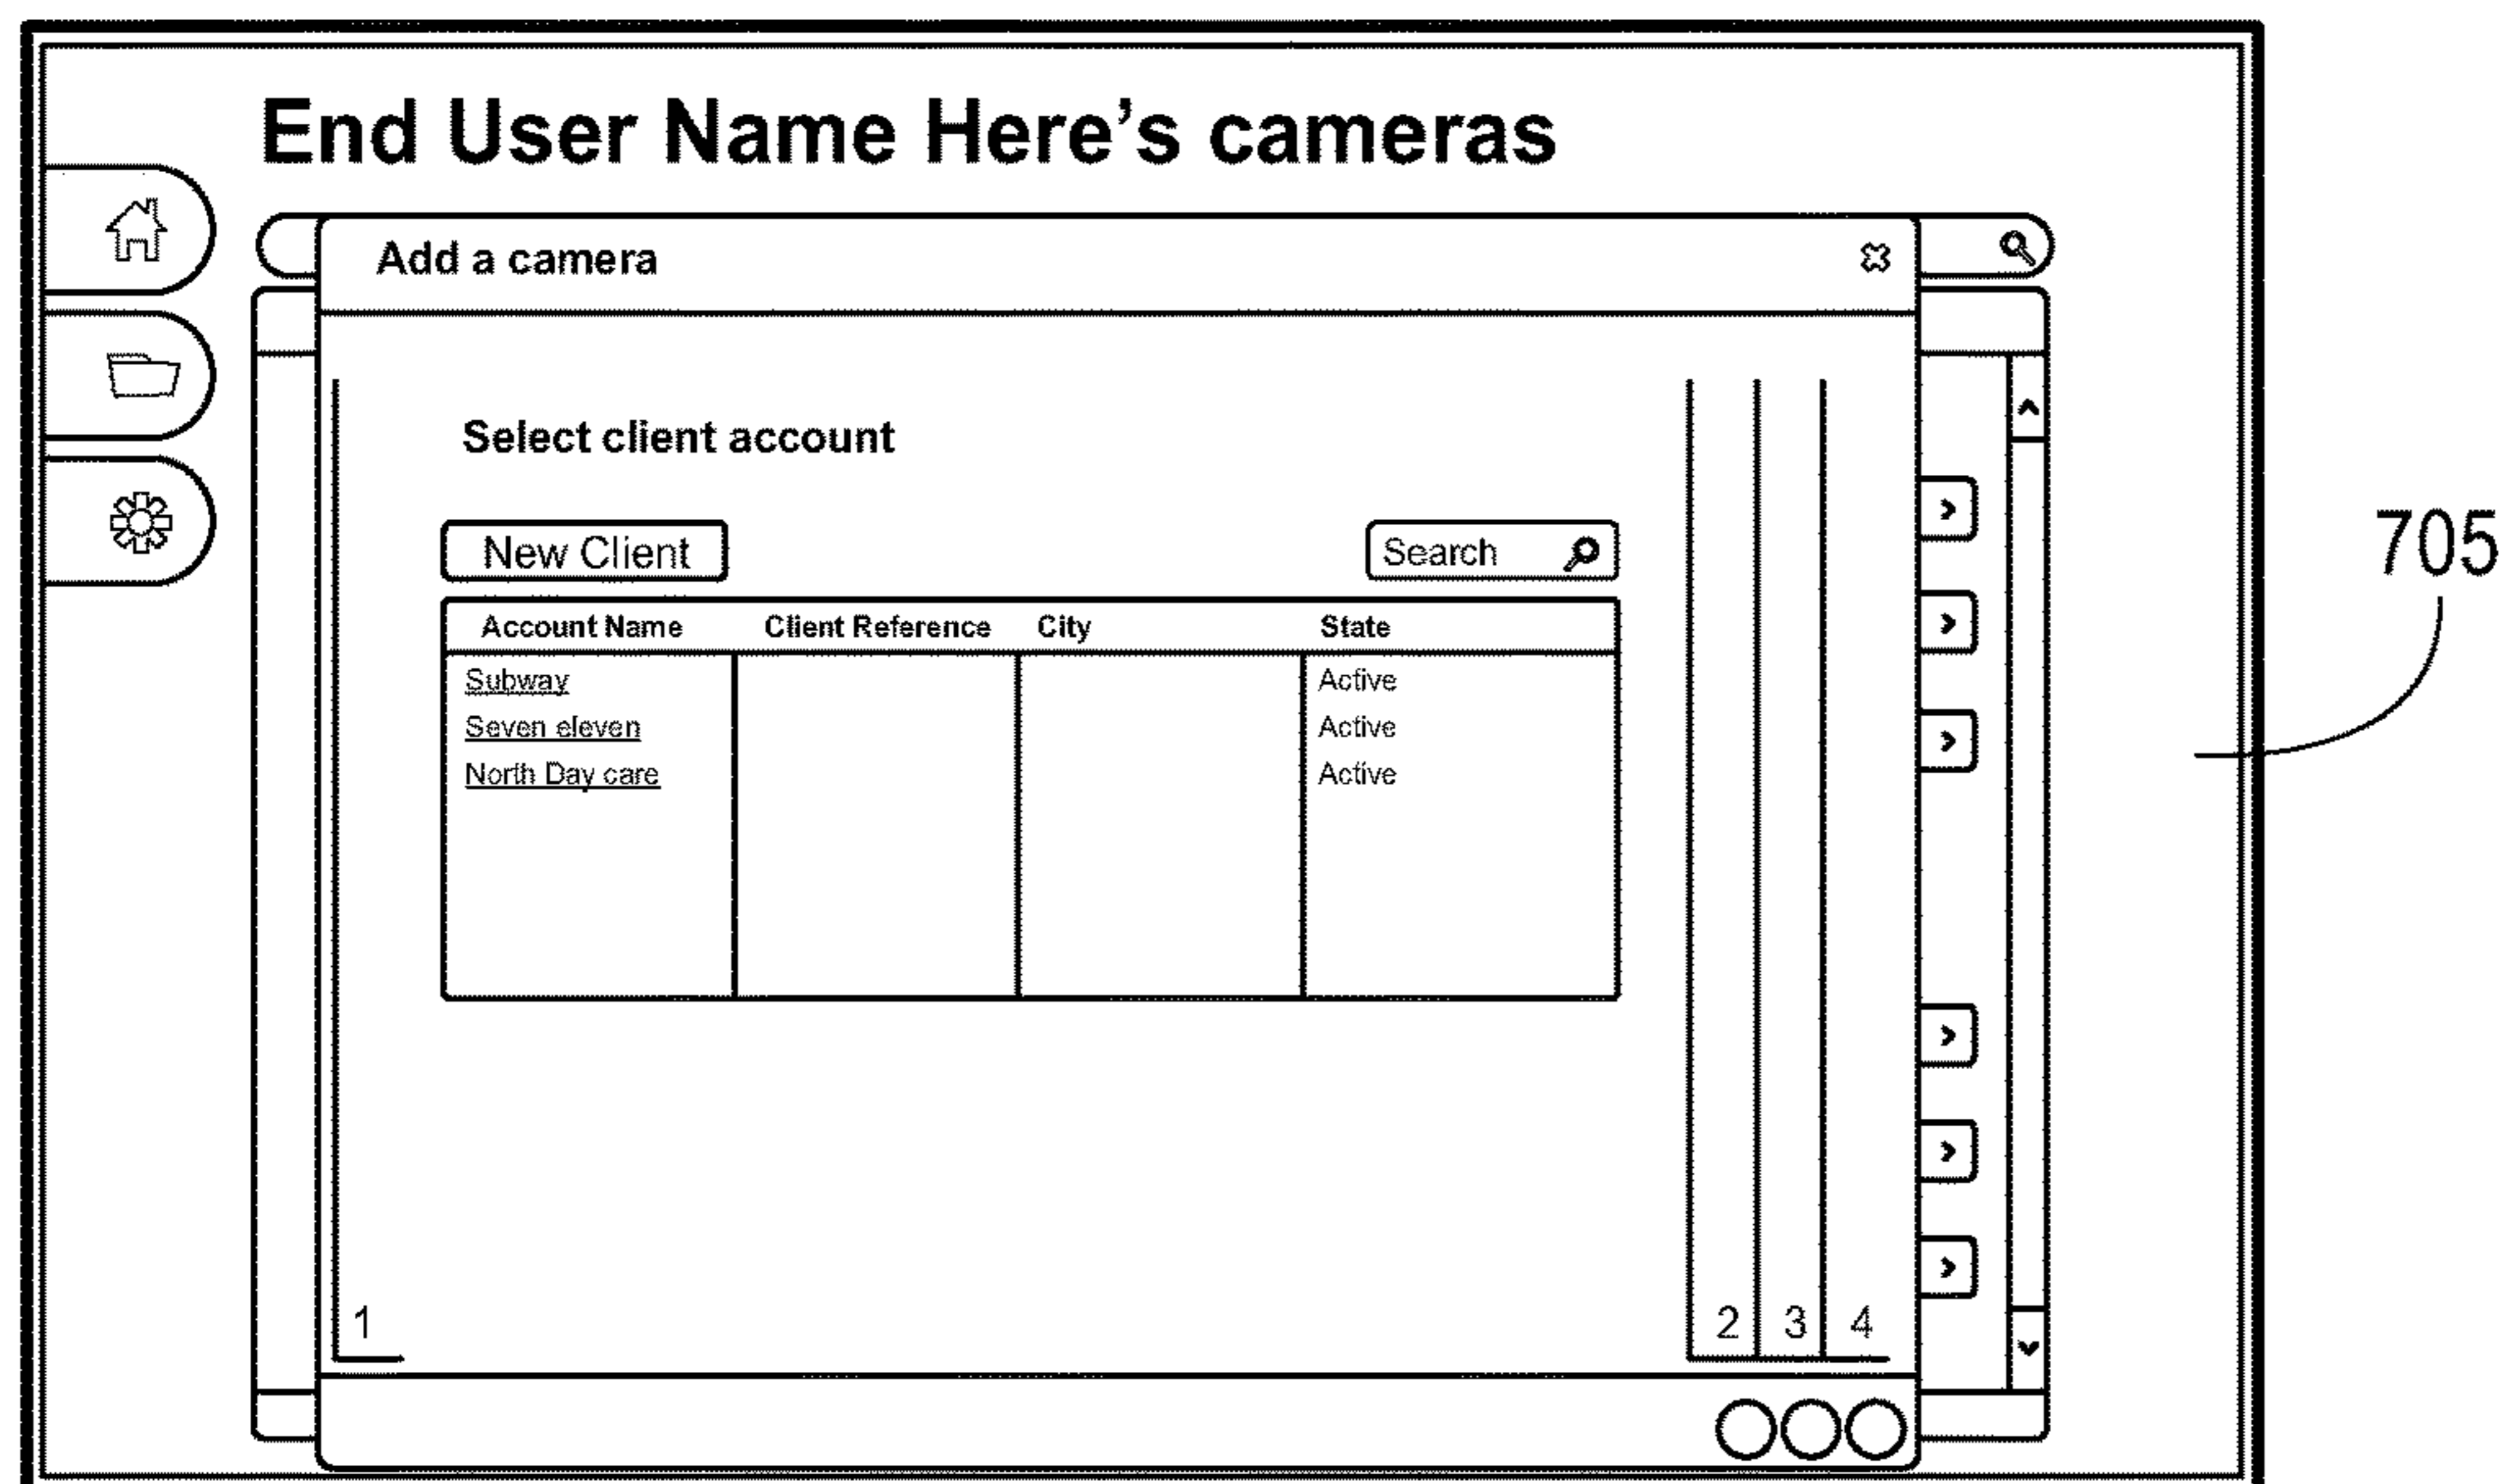 End User Name Here's cameras
Add a camera
Select client account
New Client
Search
Account Name Client Reference City State
Subway Active
Seven eleven Active
North Day care Active
705
1 2 3 4